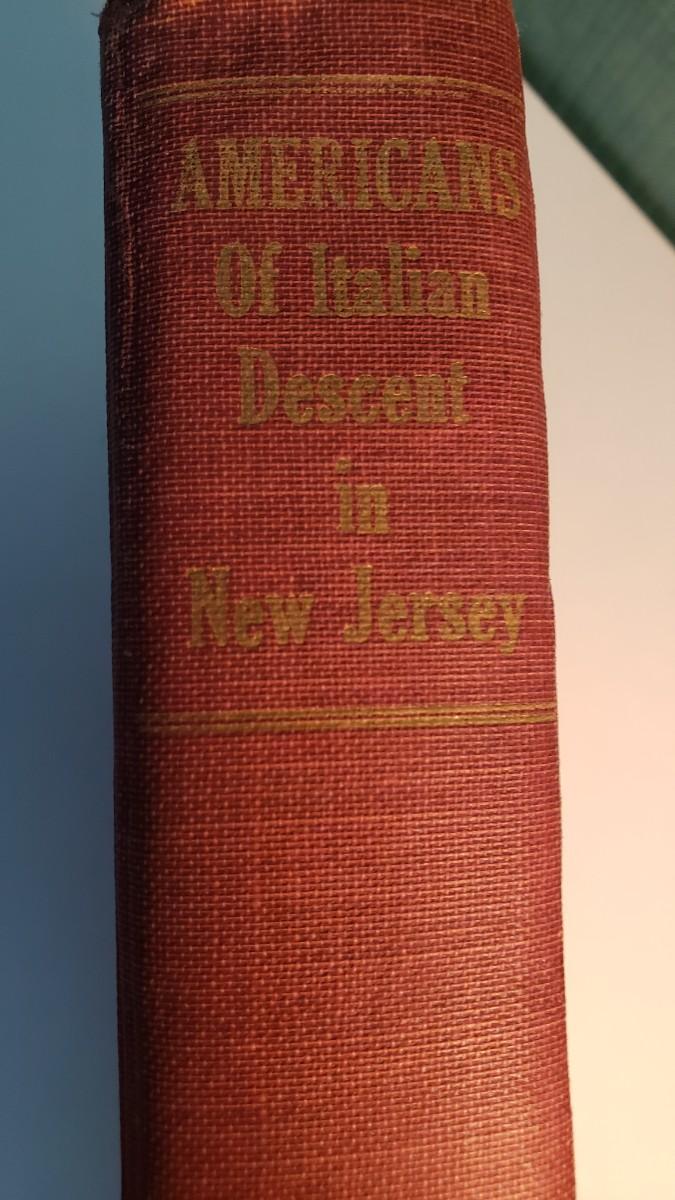 AMERICANS
Of Italian
Descent
in
New Jersey